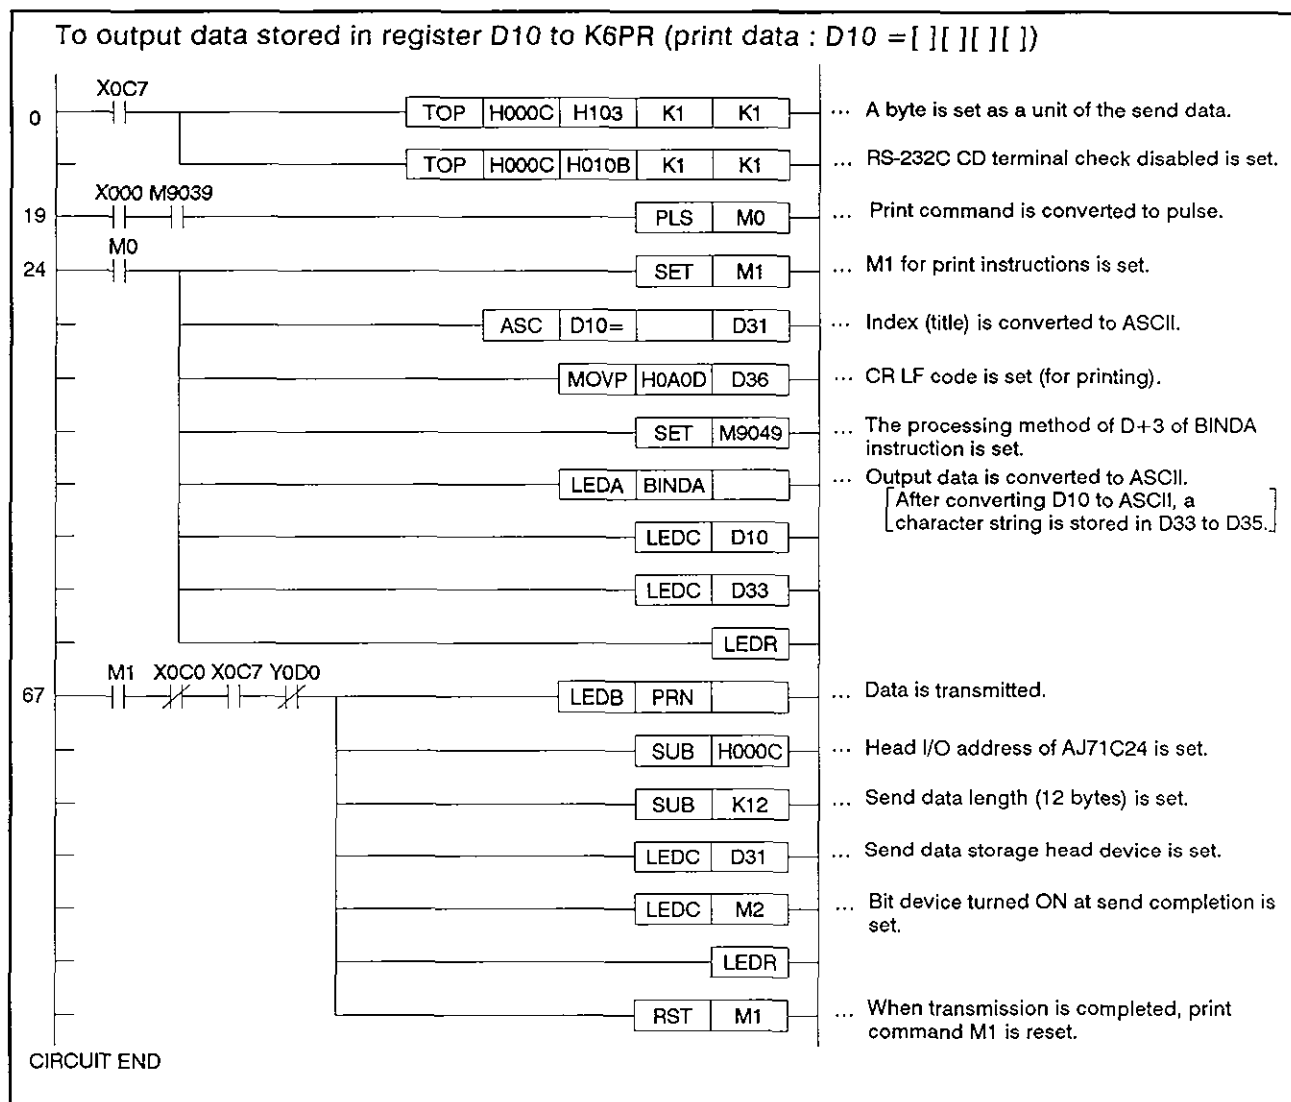 To output data stored in register D10 to K6PR (print data : D10 =[ ][ ][ ][ ])
X0C7
0 TOP H000C H103 K1 K1 ... A byte is set as a unit of the send data.
TOP H000C H010B K1 K1 ... RS-232C CD terminal check disabled is set.
X000 M9039
19 PLS M0 ... Print command is converted to pulse.
M0
24 SET M1 ... M1 for print instructions is set.
ASC D10= D31 ... Index (title) is converted to ASCII.
MOVP H0A0D D36 ... CR LF code is set (for printing).
SET M9049 ... The processing method of D+3 of BINDA
instruction is set.
LEDA BINDA ... Output data is converted to ASCII.
[After converting D10 to ASCII, a
character string is stored in D33 to D35.]
LEDC D10
LEDC D33
LEDR
M1 X0C0 X0C7 Y0D0
67 LEDB PRN ... Data is transmitted.
SUB H000C ... Head I/O address of AJ71C24 is set.
SUB K12 ... Send data length (12 bytes) is set.
LEDC D31 ... Send data storage head device is set.
LEDC M2 ... Bit device turned ON at send completion is
set.
LEDR
RST M1 ... When transmission is completed, print
command M1 is reset.
CIRCUIT END